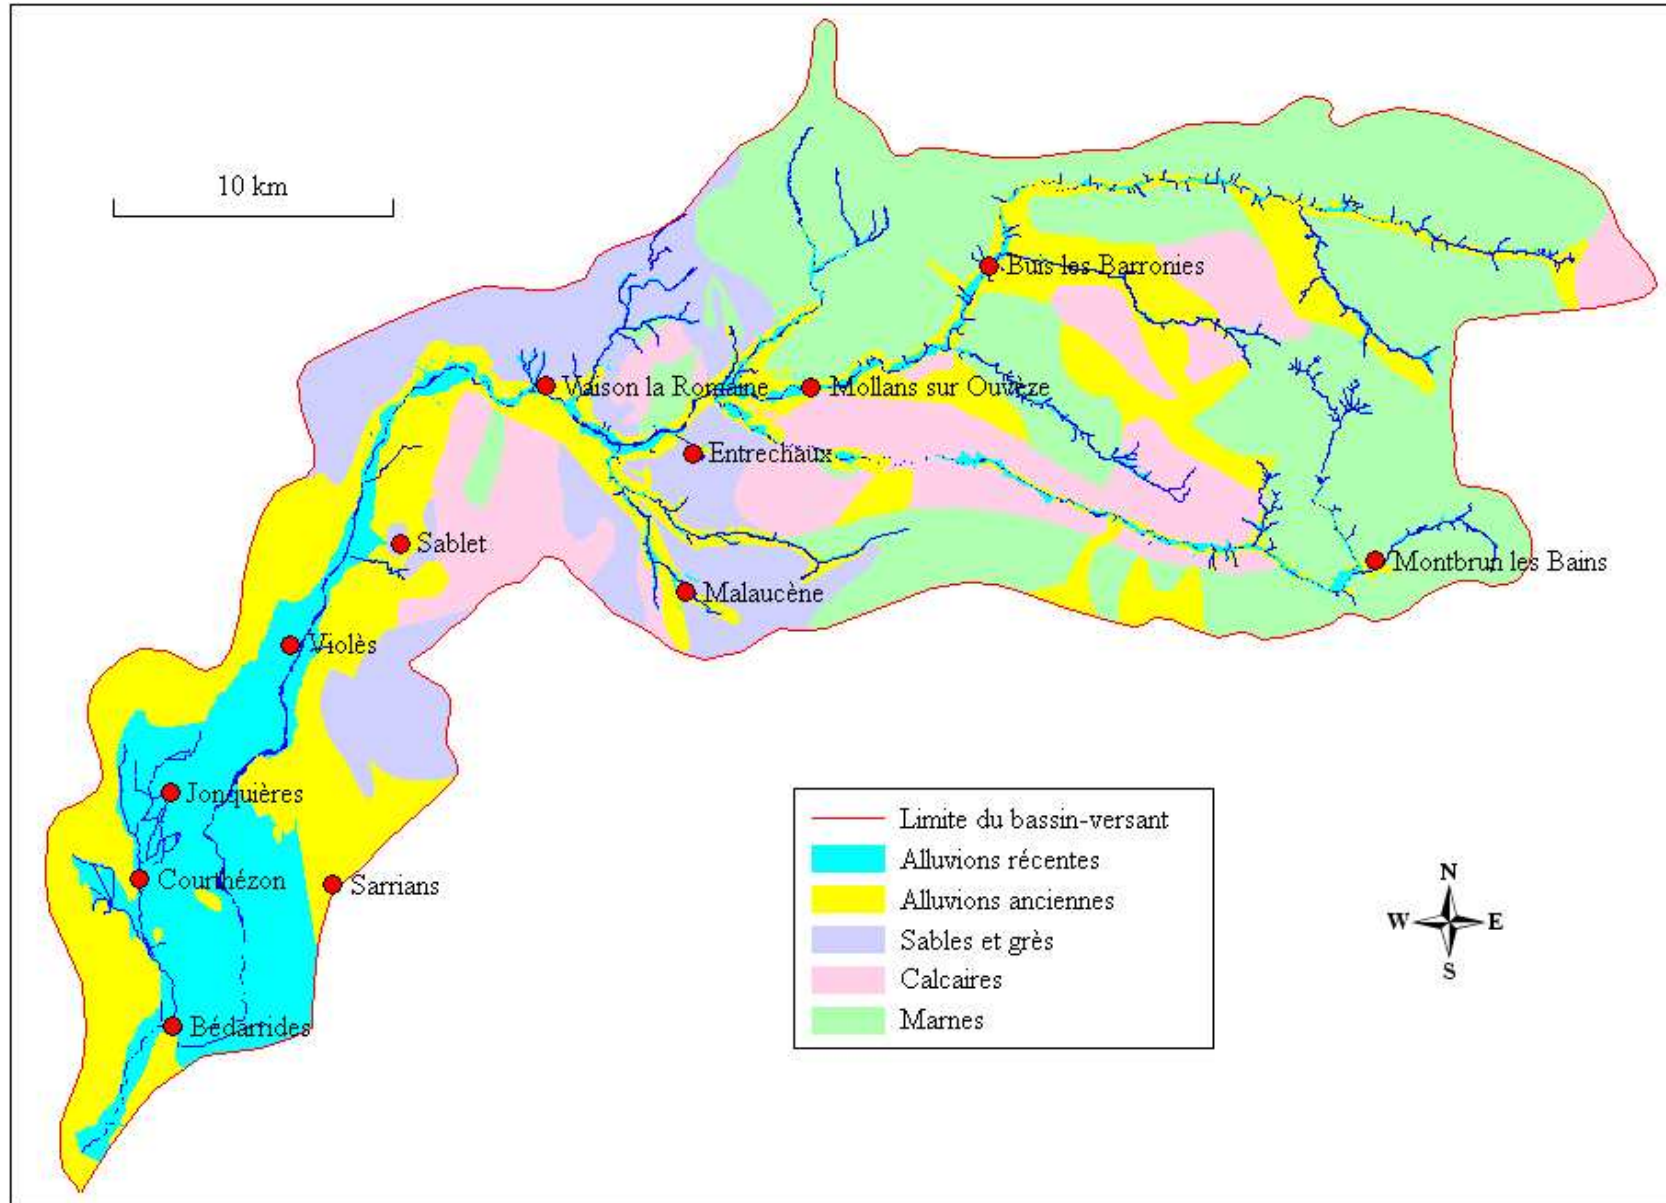 10 km
Buis les Barronies
Vaison la Romaine
Mollans sur Ouvèze
Entrechaux
Sablet
Montbrun les Bains
Malaucène
Violès
Jonquières
Courthézon
Sarrians
Bédarrides
Limite du bassin-versant
Alluvions récentes
Alluvions anciennes
Sables et grès
Calcaires
Marnes
N
W E
S